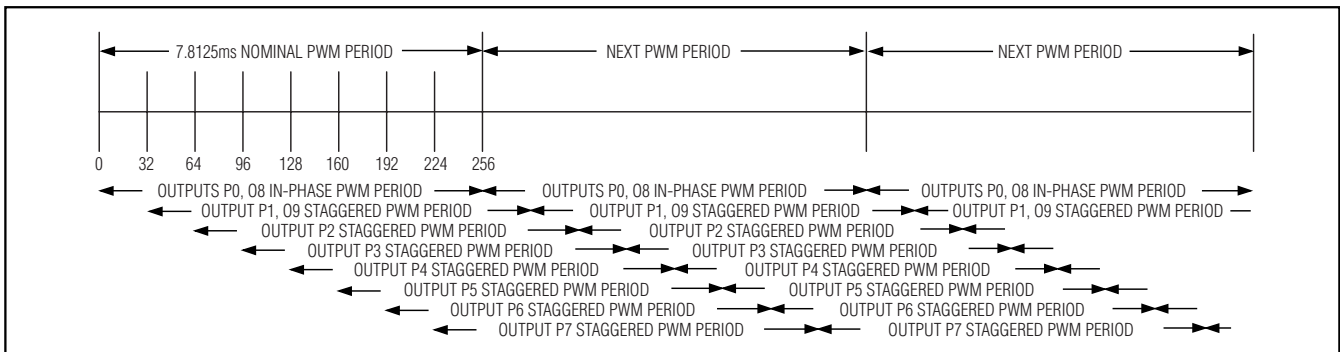 7.8125ms NOMINAL PWM PERIOD NEXT PWM PERIOD NEXT PWM PERIOD
0 32 64 96 128 160 192 224 256
OUTPUTS P0, O8 IN-PHASE PWM PERIOD OUTPUTS P0, O8 IN-PHASE PWM PERIOD OUTPUTS P0, O8 IN-PHASE PWM PERIOD
OUTPUT P1, O9 STAGGERED PWM PERIOD OUTPUT P1, O9 STAGGERED PWM PERIOD OUTPUT P1, O9 STAGGERED PWM PERIOD
OUTPUT P2 STAGGERED PWM PERIOD OUTPUT P2 STAGGERED PWM PERIOD
OUTPUT P3 STAGGERED PWM PERIOD OUTPUT P3 STAGGERED PWM PERIOD
OUTPUT P4 STAGGERED PWM PERIOD OUTPUT P4 STAGGERED PWM PERIOD
OUTPUT P5 STAGGERED PWM PERIOD OUTPUT P5 STAGGERED PWM PERIOD
OUTPUT P6 STAGGERED PWM PERIOD OUTPUT P6 STAGGERED PWM PERIOD
OUTPUT P7 STAGGERED PWM PERIOD OUTPUT P7 STAGGERED PWM PERIOD